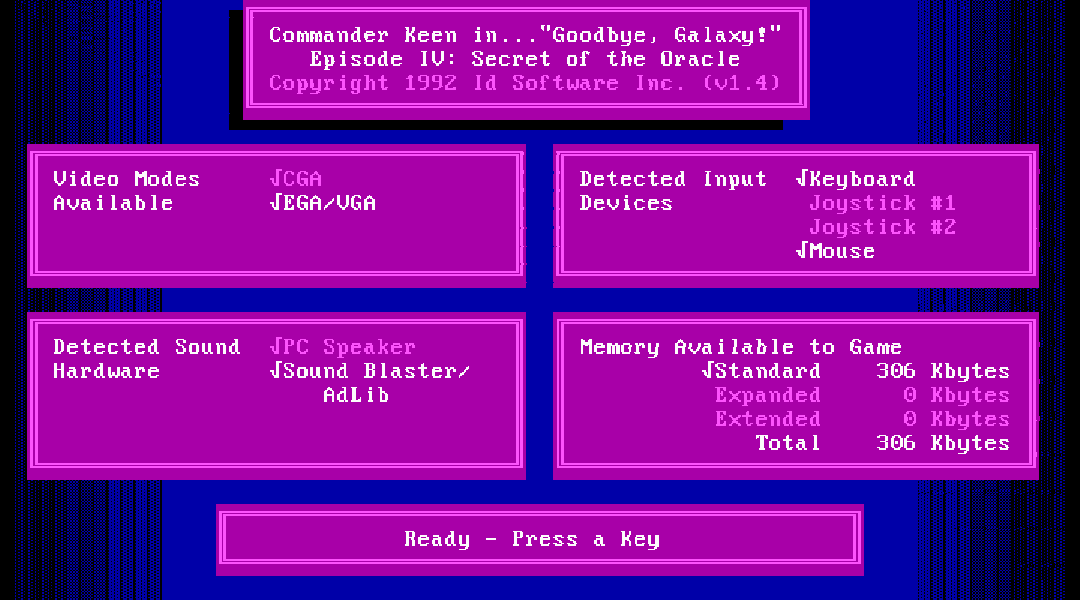 Commander Keen in..."Goodbye, Galaxy!"
Episode IV: Secret of the Oracle
Copyright 1992 Id Software Inc. (v1.4)
Video Modes √CGA
Available √EGA/VGA
Detected Input √Keyboard
Devices Joystick #1
Joystick #2
√Mouse
Detected Sound √PC Speaker
Hardware √Sound Blaster/
AdLib
Memory Available to Game
√Standard 306 Kbytes
Expanded 0 Kbytes
Extended 0 Kbytes
Total 306 Kbytes
Ready - Press a Key